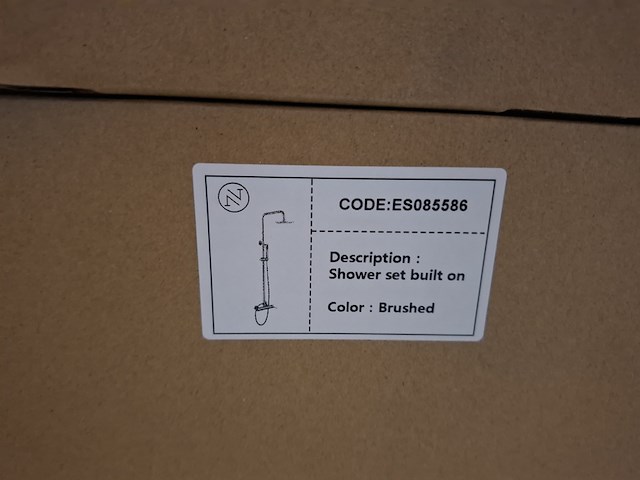 N
CODE:ES085586
Description :
Shower set built on
Color : Brushed